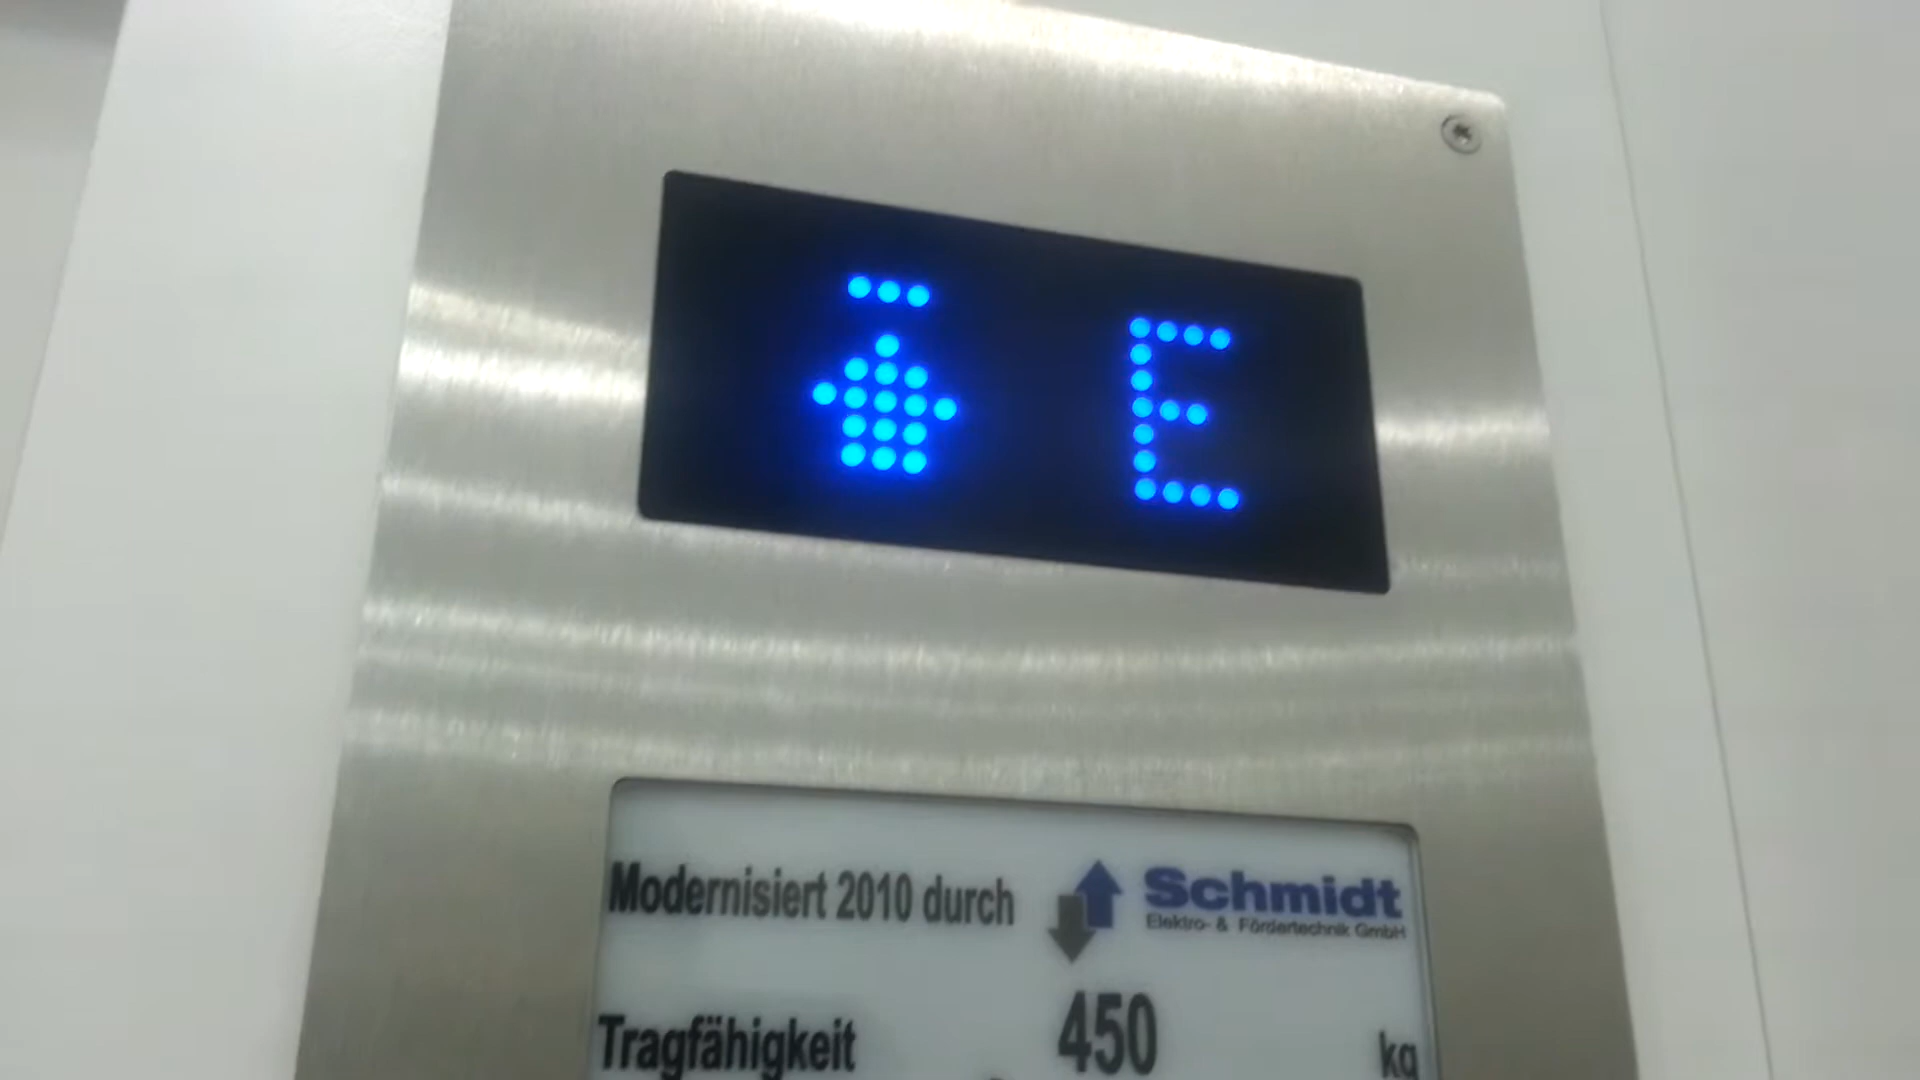 E
Modernisiert 2010 durch Schmidt
Elektro- & Fördertechnik GmbH
Tragfähigkeit 450 kg